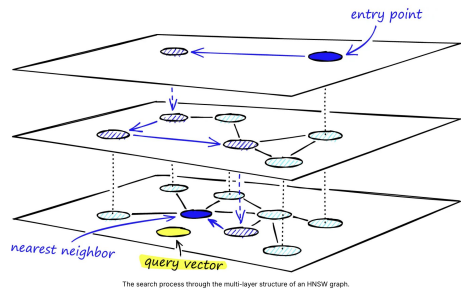 entry point
nearest neighbor
query vector
The search process through the multi-layer structure of an HNSW graph.